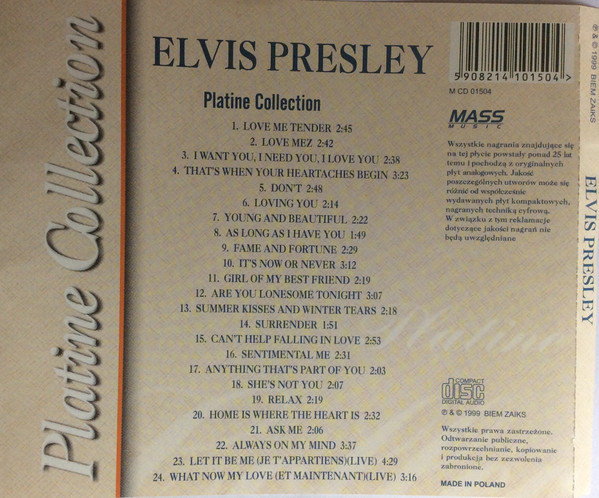 Platine Collection
ELVIS PRESLEY
Platine Collection
1. LOVE ME TENDER 2:45
2. LOVE MEZ 2:42
3. I WANT YOU, I NEED YOU, I LOVE YOU 2:38
4. THAT'S WHEN YOUR HEARTACHES BEGIN 3:23
5. DON'T 2:48
6. LOVING YOU 2:14
7. YOUNG AND BEAUTIFUL 2:22
8. AS LONG AS I HAVE YOU 1:49
9. FAME AND FORTUNE 2:29
10. IT'S NOW OR NEVER 3:12
11. GIRL OF MY BEST FRIEND 2:19
12. ARE YOU LONESOME TONIGHT 3:07
13. SUMMER KISSES AND WINTER TEARS 2:18
14. SURRENDER 1:51
15. CAN'T HELP FALLING IN LOVE 2:53
16. SENTIMENTAL ME 2:31
17. ANYTHING THAT'S PART OF YOU 2:03
18. SHE'S NOT YOU 2:07
19. RELAX 2:19
20. HOME IS WHERE THE HEART IS 2:32
21. ASK ME 2:06
22. ALWAYS ON MY MIND 3:37
23. LET IT BE ME (JE T'APPARTIENS)(LIVE) 4:29
24. WHAT NOW MY LOVE (ET MAINTENANT)(LIVE) 3:16
5908214101504>
M CD 01504
MASS
MUSIC
Wszystkie nagrania znajdujące się
na tej płycie powstały ponad 25 lat
temu i pochodzą z oryginalnych
płyt analogowych. Jakość
poszczególnych utworów może się
różnić od współcześnie
wydawanych płyt kompaktowych,
nagranych techniką cyfrową.
W związku z tym reklamacje
dotyczące jakości nagrań nie
będą uwzględniane
Platine
COMPACT
disc
DIGITAL AUDIO
℗ & © 1999 BIEM ZAIKS
Wszystkie prawa zastrzeżone.
Odtwarzanie publiczne,
rozpowszechnianie, kopiowanie
i produkcja bez zezwolenia
zabronione.
MADE IN POLAND
℗ & © 1999 BIEM ZAIKS
ELVIS PRESLEY